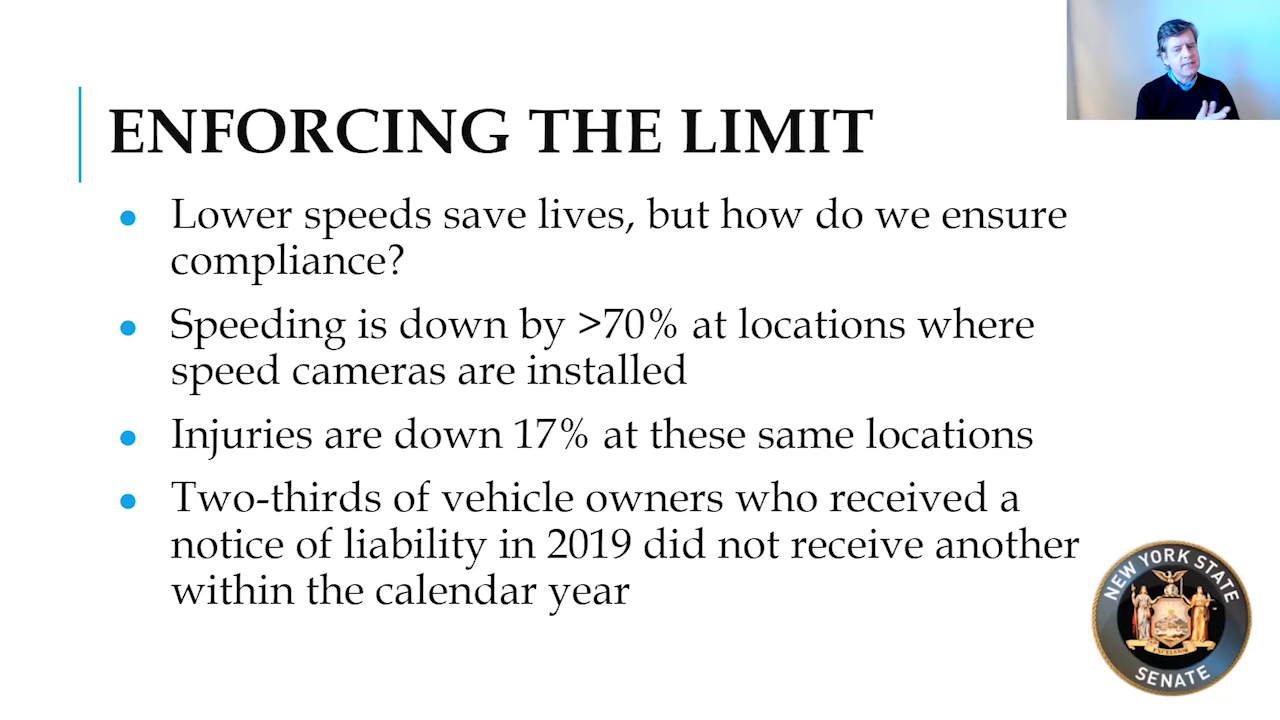 ENFORCING THE LIMIT
● Lower speeds save lives, but how do we ensure
compliance?
● Speeding is down by >70% at locations where
speed cameras are installed
● Injuries are down 17% at these same locations
● Two-thirds of vehicle owners who received a
notice of liability in 2019 did not receive another
within the calendar year
NEW YORK STATE
EXCELSIOR
SENATE